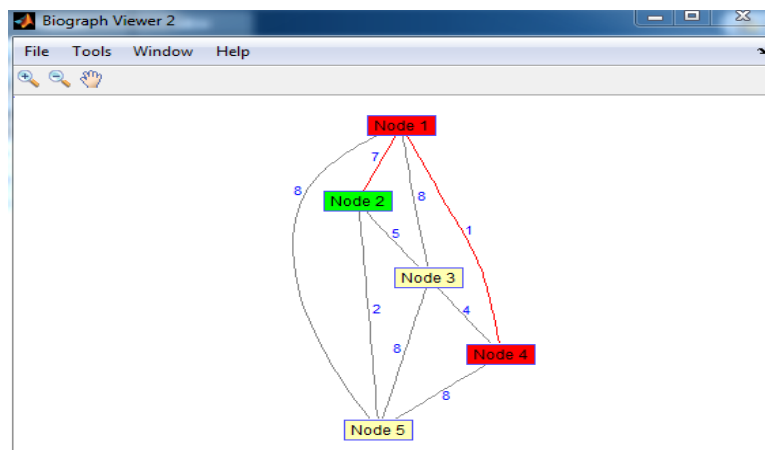 Biograph Viewer 2
File Tools Window Help
Node 1
7
8
8
Node 2
5
1
Node 3
2
4
8
Node 4
8
Node 5